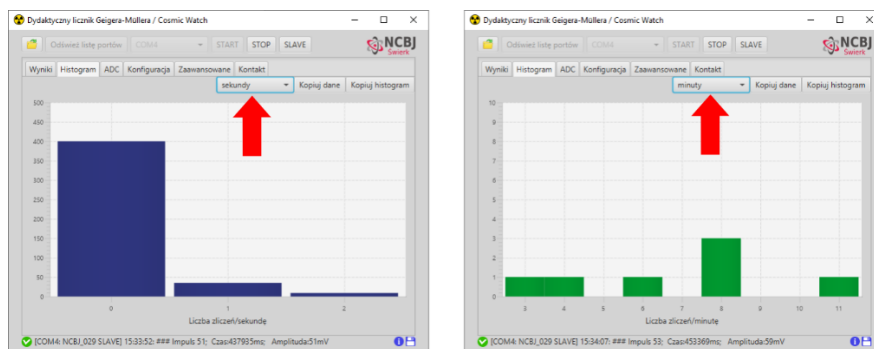 Dydaktyczny licznik Geigera-Müllera / Cosmic Watch
Odśwież listę portów COM4 START STOP SLAVE NCBJ Świerk
Wyniki Histogram ADC Konfiguracja Zaawansowane Kontakt
sekundy Kopiuj dane Kopiuj histogram
500
450
400
350
300
250
200
150
100
50
0
0 1 2
Liczba zliczeń/sekundę
[COM4: NCBJ_029 SLAVE] 15:33:52: ### Impuls 51; Czas:437935ms; Amplituda:51mV
Dydaktyczny licznik Geigera-Müllera / Cosmic Watch
Odśwież listę portów COM4 START STOP SLAVE NCBJ Świerk
Wyniki Histogram ADC Konfiguracja Zaawansowane Kontakt
minuty Kopiuj dane Kopiuj histogram
10
9
8
7
6
5
4
3
2
1
0
3 4 5 6 7 8 9 10 11
Liczba zliczeń/minutę
[COM4: NCBJ_029 SLAVE] 15:34:07: ### Impuls 53; Czas:453369ms; Amplituda:59mV